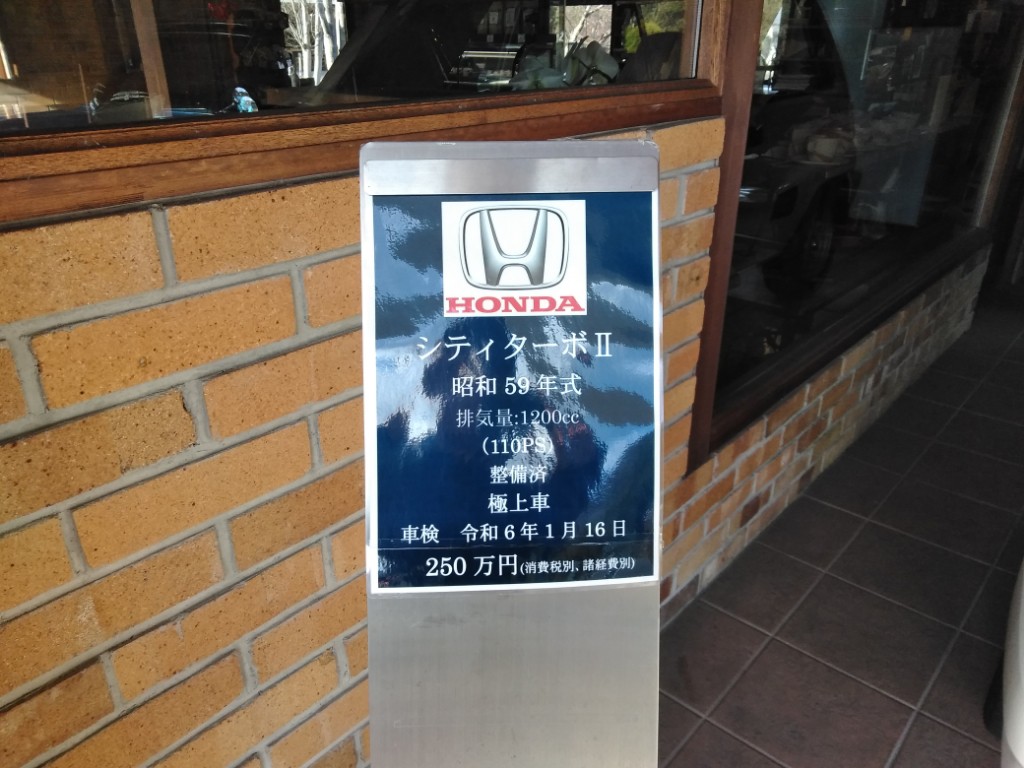 HONDA
シティターボⅡ
昭和 59 年式
排気量:1200cc
(110PS)
整備済
極上車
車検 令和 6 年 1 月 16 日
250 万円(消費税別、諸経費別)